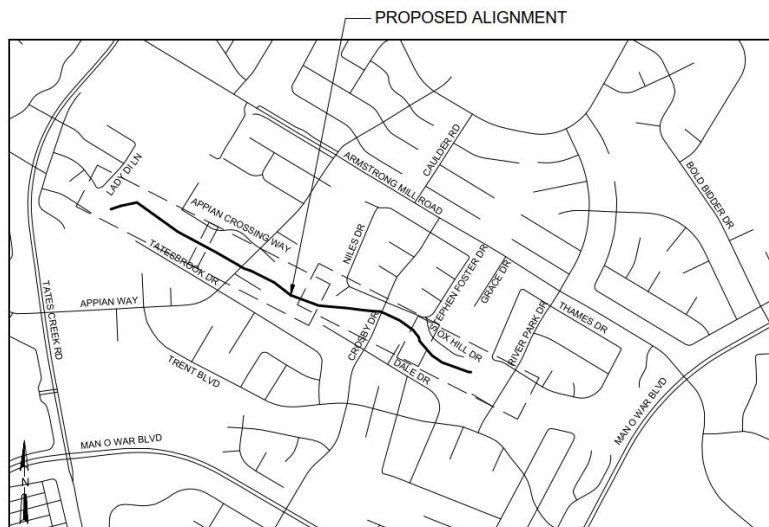 PROPOSED ALIGNMENT
CAULDER RD
BOLD BIDDER DR
ARMSTRONG MILL ROAD
LADY DI LN
APPIAN CROSSING WAY
NILES DR
TATESBROOK DR
STEPHEN FOSTER DR
GRACE DR
TATES CREEK RD
APPIAN WAY
THAMES DR
RIVER PARK DR
CROSBY DR
FOX HILL DR
DALE DR
TRENT BLVD
MAN O WAR BLVD
MAN O WAR BLVD
N